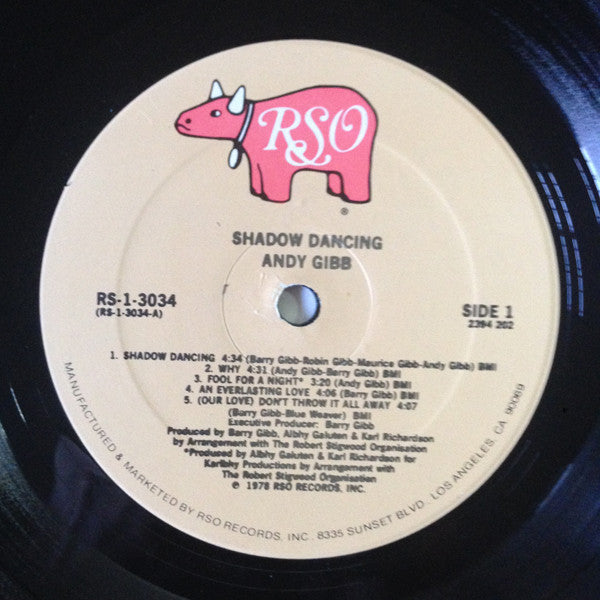 RSO
®
SHADOW DANCING
ANDY GIBB
RS-1-3034
(RS-1-3034-A)
SIDE 1
2394 202
1. SHADOW DANCING 4:34 (Barry Gibb-Robin Gibb-Maurice Gibb-Andy Gibb) BMI
2. WHY 4:31 (Andy Gibb-Berry Gibb) BMI
3. FOOL FOR A NIGHT* 3:20 (Andy Gibb) BMI
4. AN EVERLASTING LOVE 4:06 (Barry Gibb) BMI
5. (OUR LOVE) DON'T THROW IT ALL AWAY 4:07
(Barry Gibb-Blue Weaver) BMI
Executive Producer: Barry Gibb
Produced by Barry Gibb, Albhy Galuten & Karl Richardson
by Arrangement with The Robert Stigwood Organisation
*Produced by Albhy Galuten & Karl Richardson for
Karlbhy Productions by Arrangement with
The Robert Stigwood Organisation
℗ 1978 RSO RECORDS, INC.
MANUFACTURED & MARKETED BY RSO RECORDS, INC. 8335 SUNSET BLVD., LOS ANGELES, CA. 90069